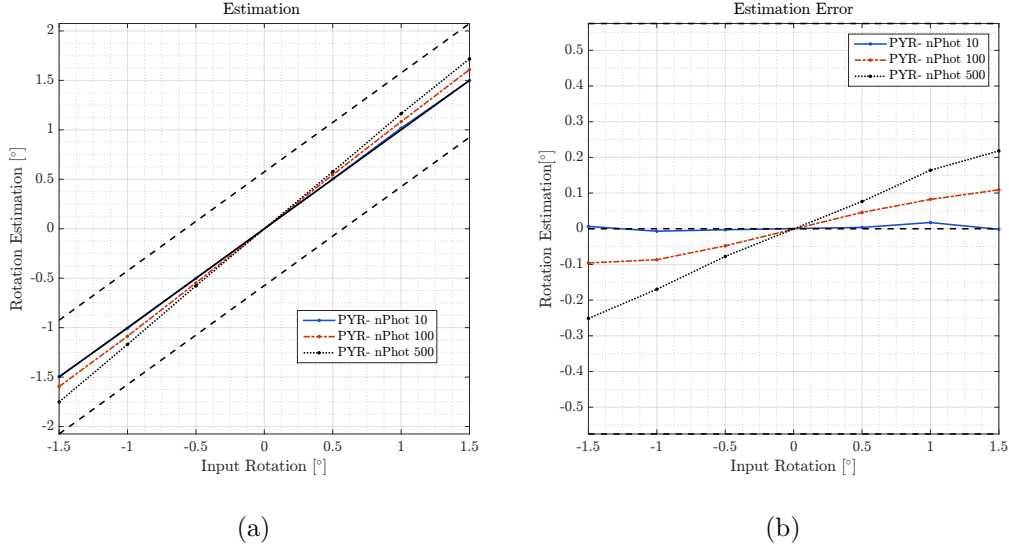 Estimation
2
1.5
1
0.5
0
-0.5
-1
-1.5
-2
Rotation Estimation [°]
PYR- nPhot 10
PYR- nPhot 100
PYR- nPhot 500
-1.5 -1 -0.5 0 0.5 1 1.5
Input Rotation [°]
(a)
Estimation Error
0.5
0.2
0.1
0
-0.1
-0.2
-0.3
-0.4
-0.5
Rotation Estimation[°]
PYR- nPhot 10
PYR- nPhot 100
PYR- nPhot 500
-1.5 -1 -0.5 0 0.5 1 1.5
Input Rotation [°]
(b)